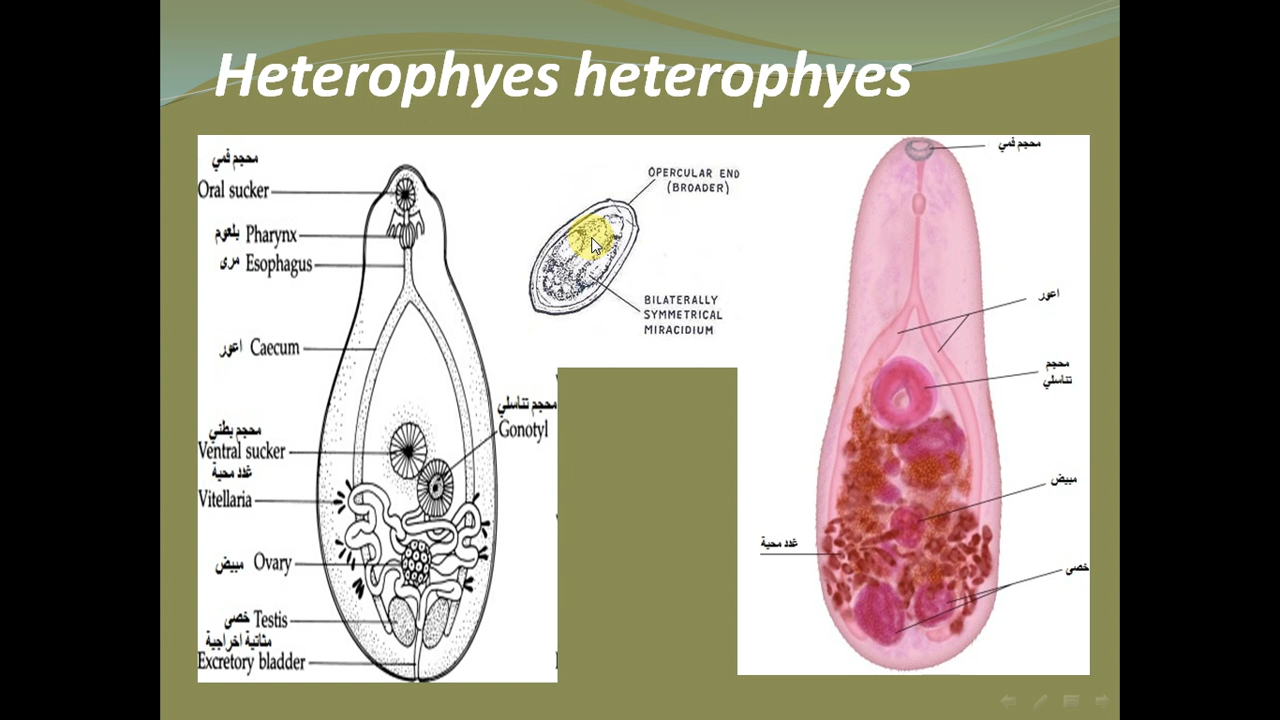 Heterophyes heterophyes
محجم فمي
Oral sucker
بلعوم Pharynx
مرى Esophagus
اعور Caecum
محجم تناسلي
Gonotyl
محجم بطني
Ventral sucker
غدد محية
Vitellaria
مبيض Ovary
خصى Testis
مثانية اخراجية
Excretory bladder
OPERCULAR END
(BROADER)
BILATERALLY
SYMMETRICAL
MIRACIDIUM
محجم فمي
اعور
محجم
تناسلي
مبيض
غدد محية
خصى